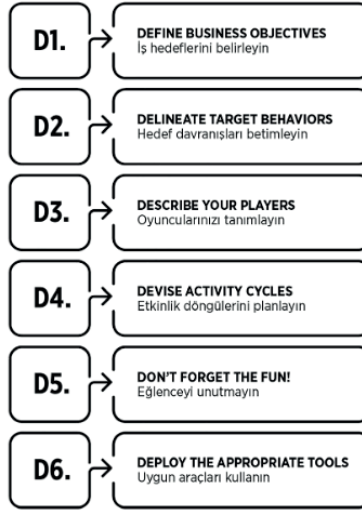 D1.
DEFINE BUSINESS OBJECTIVES
İş hedeflerini belirleyin
D2.
DELINEATE TARGET BEHAVIORS
Hedef davranışları betimleyin
D3.
DESCRIBE YOUR PLAYERS
Oyuncularınızı tanımlayın
D4.
DEVISE ACTIVITY CYCLES
Etkinlik döngülerini planlayın
D5.
DON'T FORGET THE FUN!
Eğlenceyi unutmayın
D6.
DEPLOY THE APPROPRIATE TOOLS
Uygun araçları kullanın